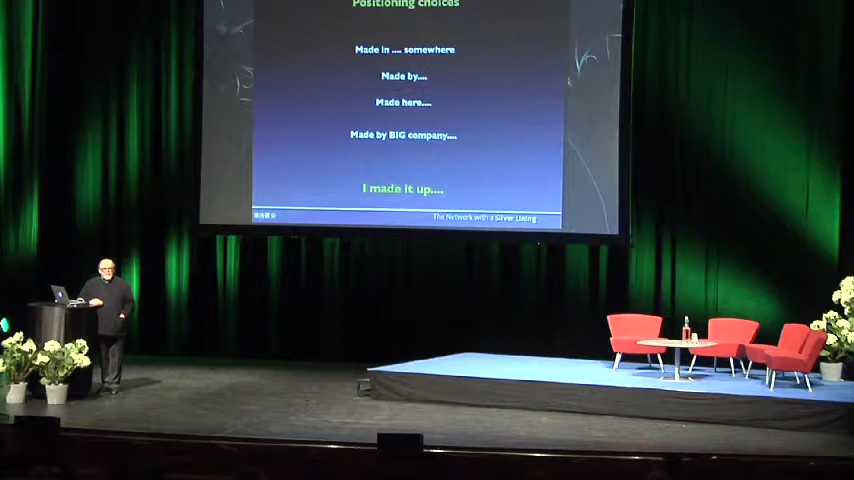 Positioning choices
Made in .... somewhere
Made by....
Made here....
Made by BIG company....
I made it up....
The Network with a Silver Lining